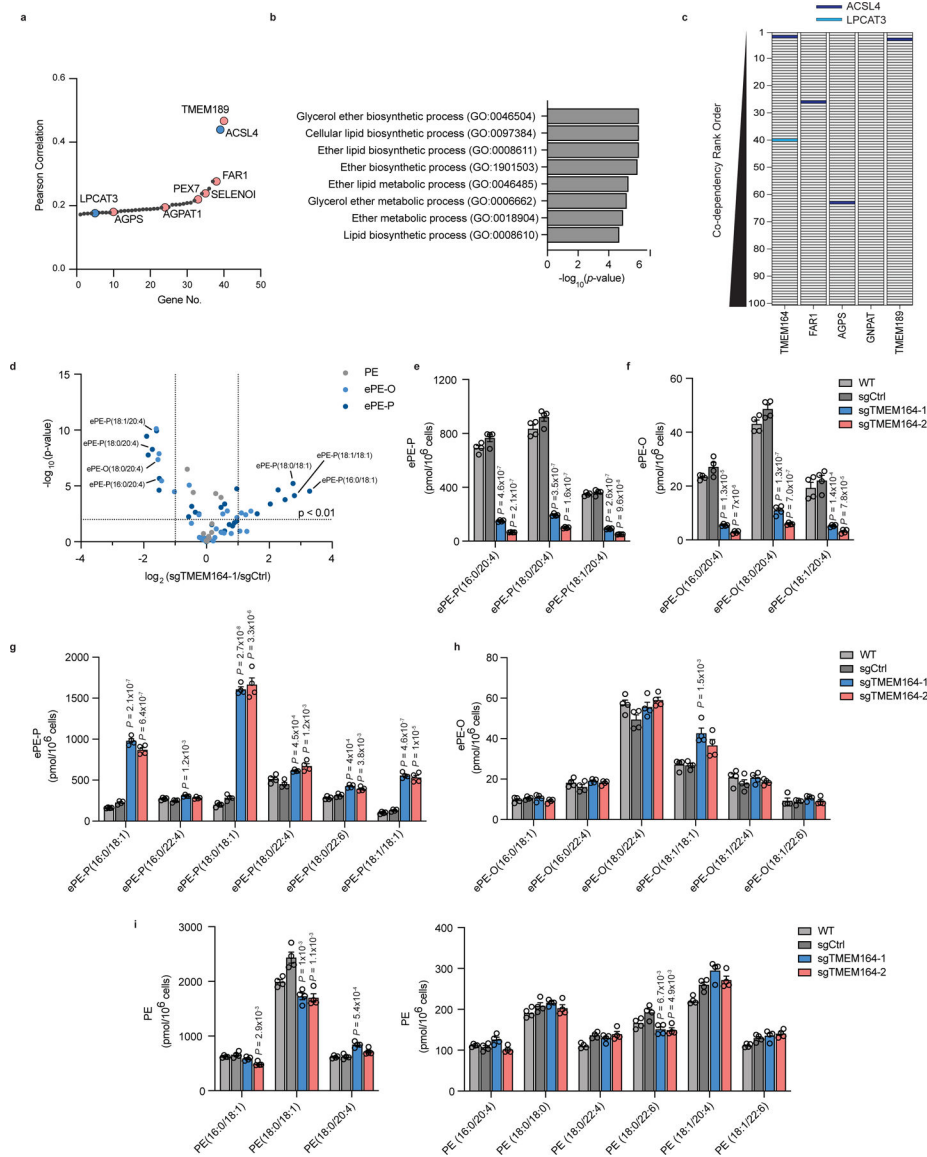 a
Pearson Correlation
0.6
0.4
0.2
0.0
TMEM189
ACSL4
FAR1
PEX7
SELENOI
LPCAT3
AGPS
AGPAT1
0 10 20 30 40 50
Gene No.
b
Glycerol ether biosynthetic process (GO:0046504)
Cellular lipid biosynthetic process (GO:0097384)
Ether lipid biosynthetic process (GO:0008611)
Ether biosynthetic process (GO:1901503)
Ether lipid metabolic process (GO:0046485)
Glycerol ether metabolic process (GO:0006662)
Ether metabolic process (GO:0018904)
Lipid biosynthetic process (GO:0008610)
0 2 4 6 6
-log10(p-value)
c
ACSL4
LPCAT3
Co-dependency Rank Order
1
10
20
30
40
50
60
70
80
90
100
TMEM164
FAR1
AGPS
GNPAT
TMEM189
d
-log10(p-value)
15
10
5
0
PE
ePE-O
ePE-P
ePE-P(18:1/20:4)
ePE-P(18:0/20:4)
ePE-O(18:0/20:4)
ePE-P(16:0/20:4)
ePE-P(18:0/18:1)
ePE-P(18:1/18:1)
ePE-P(16:0/18:1)
p < 0.01
-4 -2 0 2 4
log2 (sgTMEM164-1/sgCtrl)
e
ePE-P
(pmol/10^6 cells)
1200
900
600
300
0
P = 4.6x10^-7
P = 2.1x10^-7
P =3.5x10^-7
P = 1.6x10^-7
P = 2.6x10^-7
P = 9.6x10^-8
ePE-P(16:0/20:4)
ePE-P(18:0/20:4)
ePE-P(18:1/20:4)
f
ePE-O
(pmol/10^6 cells)
60
40
20
0
P = 1.3x10^-5
P = 7x10^-6
P = 1.3x10^-7
P = 7.0x10^-7
P = 1.4x10^-4
P = 7.8x10^-5
ePE-O(16:0/20:4)
ePE-O(18:0/20:4)
ePE-O(18:1/20:4)
WT
sgCtrl
sgTMEM164-1
sgTMEM164-2
g
ePE-P
(pmol/10^6 cells)
2000
1500
1000
500
0
P = 2.1x10^-7
P = 6.4x10^-7
P = 1.2x10^-3
P = 2.7x10^-8
P = 3.3x10^-6
P = 4.5x10^-4
P = 1.2x10^-3
P = 4x10^-4
P = 3.8x10^-3
P = 4.6x10^-7
P = 1x10^-5
ePE-P(16:0/18:1)
ePE-P(16:0/22:4)
ePE-P(18:0/18:1)
ePE-P(18:0/22:4)
ePE-P(18:0/22:6)
ePE-P(18:1/18:1)
h
ePE-O
(pmol/10^6 cells)
80
60
40
20
0
P = 1.5x10^-3
ePE-O(16:0/18:1)
ePE-O(16:0/22:4)
ePE-O(18:0/22:4)
ePE-O(18:1/18:1)
ePE-O(18:1/22:4)
ePE-O(18:1/22:6)
WT
sgCtrl
sgTMEM164-1
sgTMEM164-2
i
PE
(pmol/10^6 cells)
3000
2000
1000
0
P = 2.9x10^-3
P = 1x10^-3
P = 1.1x10^-3
P = 5.4x10^-4
PE(16:0/18:1)
PE(18:0/18:1)
PE(18:0/20:4)
PE
(pmol/10^6 cells)
400
300
200
100
0
P = 6.7x10^-3
P = 4.9x10^-3
PE (16:0/20:4)
PE (18:0/18:0)
PE (18:0/22:4)
PE (18:0/22:6)
PE (18:1/20:4)
PE (18:1/22:6)
WT
sgCtrl
sgTMEM164-1
sgTMEM164-2